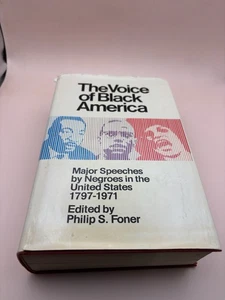 The Voice
of Black
America
Major Speeches
by Negroes in the
United States
1797-1971
Edited by
Philip S. Foner